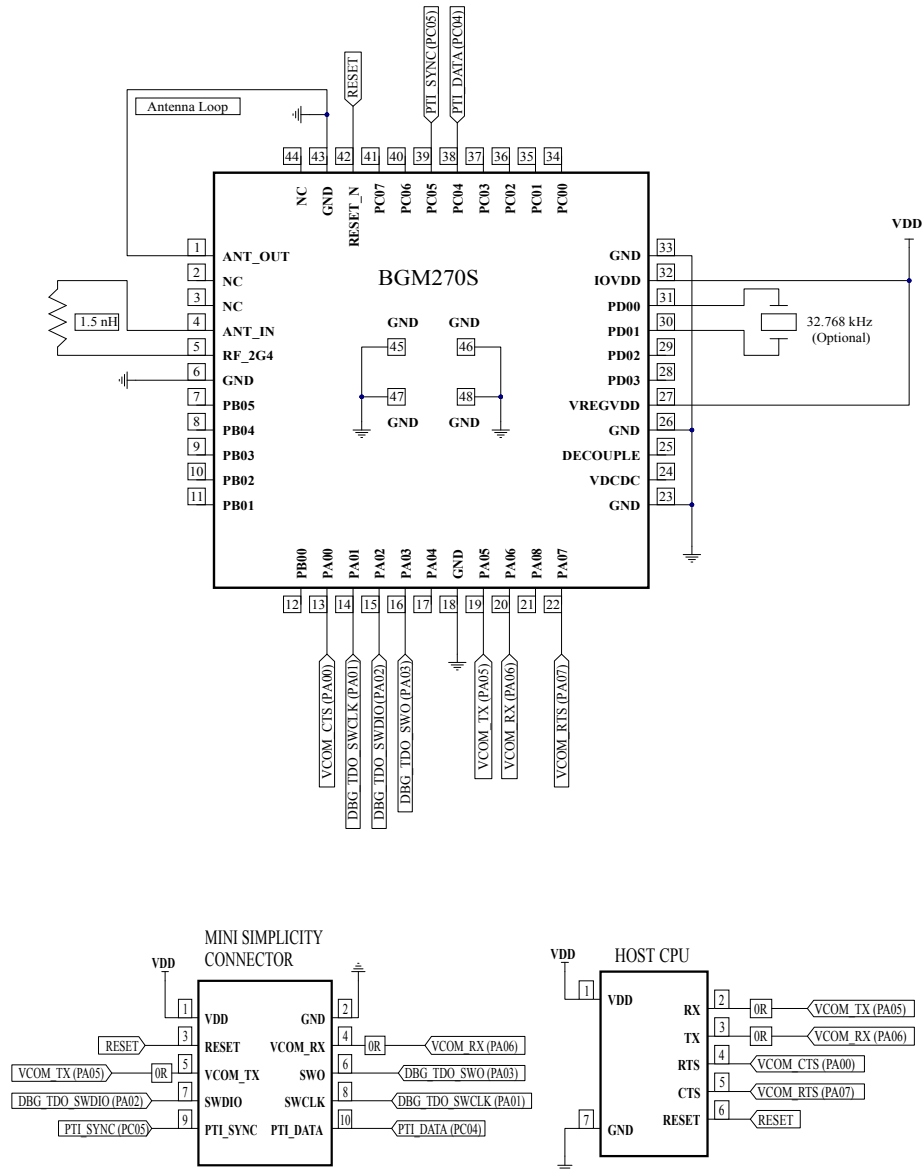 PTI_SYNC (PC05)
PTI_DATA (PC04)
RESET
Antenna Loop
44 43 42 41 40 39 38 37 36 35 34
NC
GND
RESET_N
PC07
PC06
PC05
PC04
PC03
PC02
PC01
PC00
BGM270S
1 ANT_OUT
2 NC
3 NC
4 ANT_IN
5 RF_2G4
6 GND
7 PB05
8 PB04
9 PB03
10 PB02
11 PB01
1.5 nH
GND GND
45 46
47 48
GND GND
VDD
GND 33
IOVDD 32
PD00 31
PD01 30
PD02 29
PD03 28
VREGVDD 27
GND 26
DECOUPLE 25
VDCDC 24
GND 23
32.768 kHz
(Optional)
PB00
PA00
PA01
PA02
PA03
PA04
GND
PA05
PA06
PA08
PA07
12 13 14 15 16 17 18 19 20 21 22
VCOM_CTS (PA00)
DBG_TDO_SWCLK (PA01)
DBG_TDO_SWDIO (PA02)
DBG_TDO_SWO (PA03)
VCOM_TX (PA05)
VCOM_RX (PA06)
VCOM_RTS (PA07)
MINI SIMPLICITY
CONNECTOR
VDD
1 VDD GND 2
RESET 3 RESET VCOM_RX 4 0R VCOM_RX (PA06)
VCOM_TX (PA05) 0R 5 VCOM_TX SWO 6 DBG_TDO_SWO (PA03)
DBG_TDO_SWDIO (PA02) 7 SWDIO SWCLK 8 DBG_TDO_SWCLK (PA01)
PTI_SYNC (PC05) 9 PTI_SYNC PTI_DATA 10 PTI_DATA (PC04)
HOST CPU
VDD
1 VDD
RX 2 0R VCOM_TX (PA05)
TX 3 0R VCOM_RX (PA06)
RTS 4 VCOM_CTS (PA00)
CTS 5 VCOM_RTS (PA07)
RESET 6 RESET
7 GND